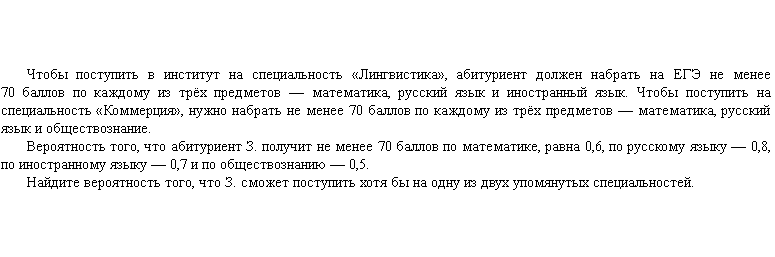 Чтобы поступить в институт на специальность «Лингвистика», абитуриент должен набрать на ЕГЭ не менее
70 баллов по каждому из трёх предметов — математика, русский язык и иностранный язык. Чтобы поступить на
специальность «Коммерция», нужно набрать не менее 70 баллов по каждому из трёх предметов — математика, русский
язык и обществознание.
Вероятность того, что абитуриент З. получит не менее 70 баллов по математике, равна 0,6, по русскому языку — 0,8,
по иностранному языку — 0,7 и по обществознанию — 0,5.
Найдите вероятность того, что З. сможет поступить хотя бы на одну из двух упомянутых специальностей.